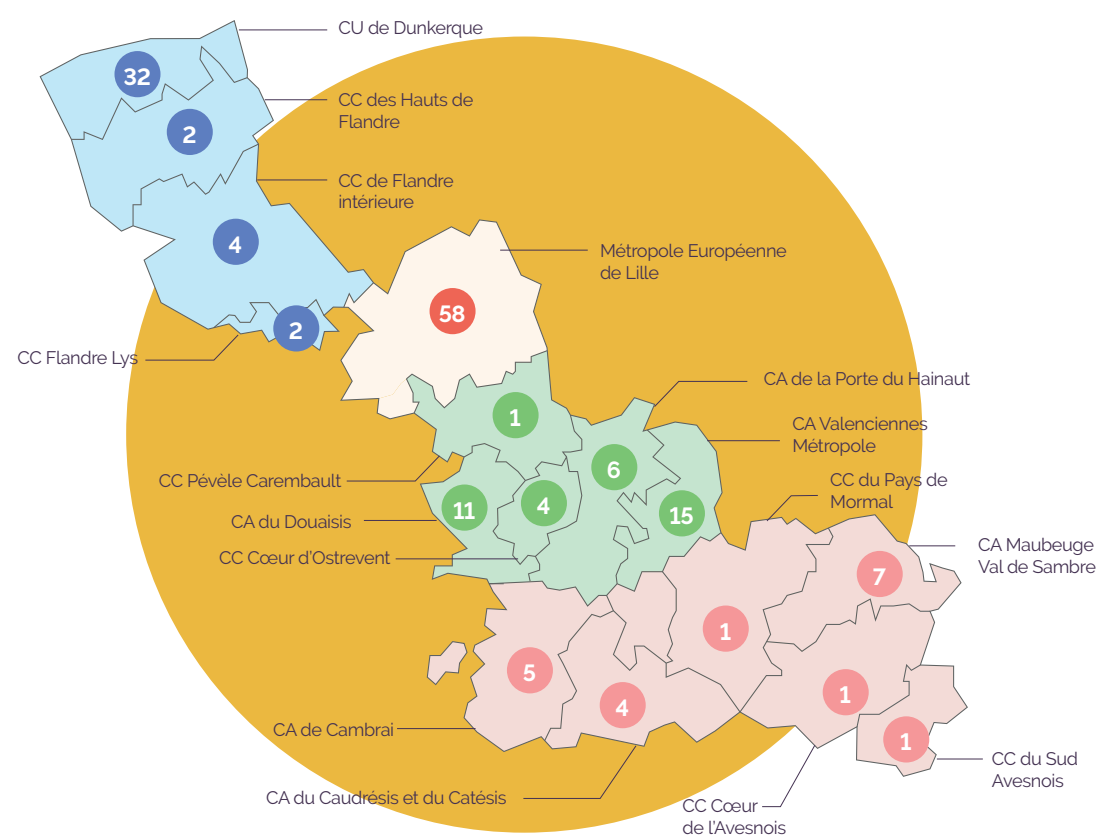 CU de Dunkerque
32
CC des Hauts de
Flandre
2
CC de Flandre
intérieure
4
Métropole Européenne
de Lille
58
2
CC Flandre Lys
CA de la Porte du Hainaut
1
CA Valenciennes
Métropole
6
CC Pévèle Carembault
CC du Pays de
Mormal
11
4
15
CA du Douaisis
CC Cœur d'Ostrevent
CA Maubeuge
Val de Sambre
7
1
5
4
1
CA de Cambrai
1
CC du Sud
Avesnois
CA du Caudrésis et du Catésis
CC Cœur
de l'Avesnois